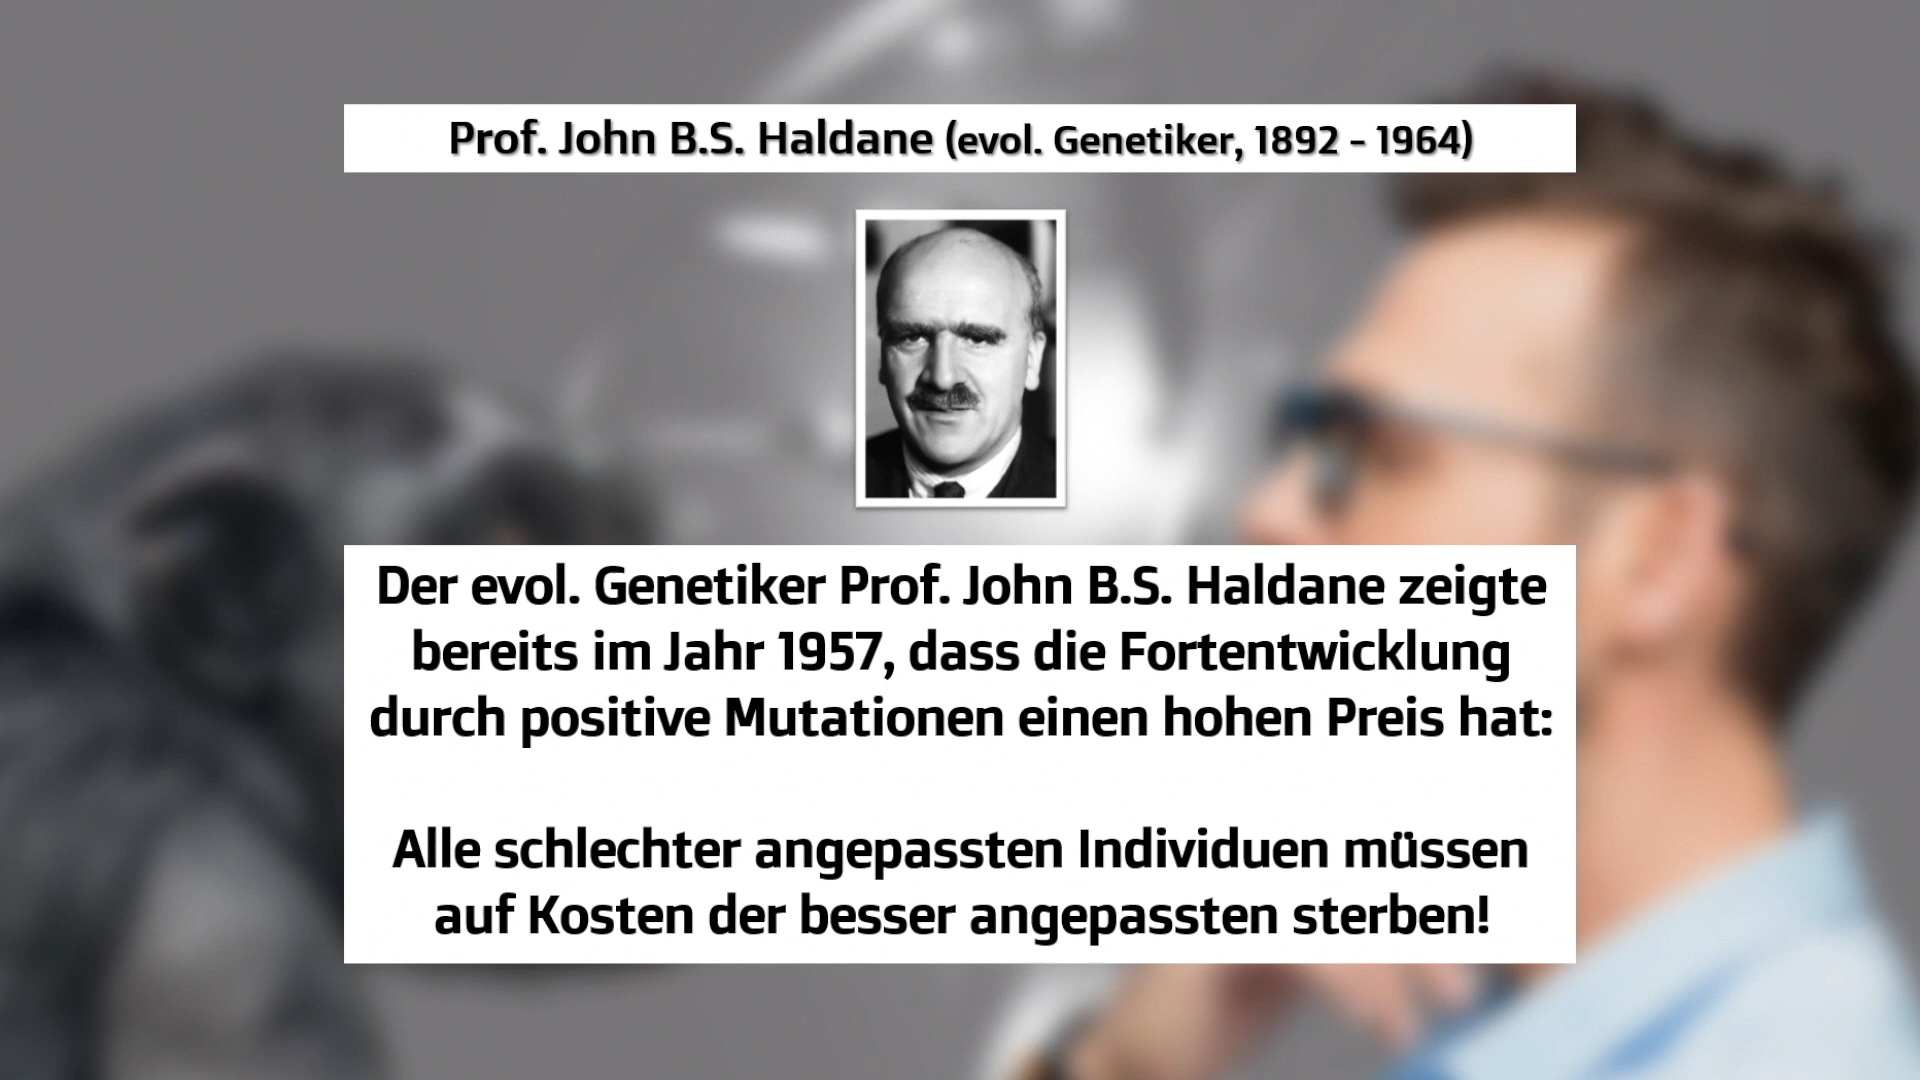 Prof. John B.S. Haldane (evol. Genetiker, 1892 - 1964)
Der evol. Genetiker Prof. John B.S. Haldane zeigte
bereits im Jahr 1957, dass die Fortentwicklung
durch positive Mutationen einen hohen Preis hat:
Alle schlechter angepassten Individuen müssen
auf Kosten der besser angepassten sterben!